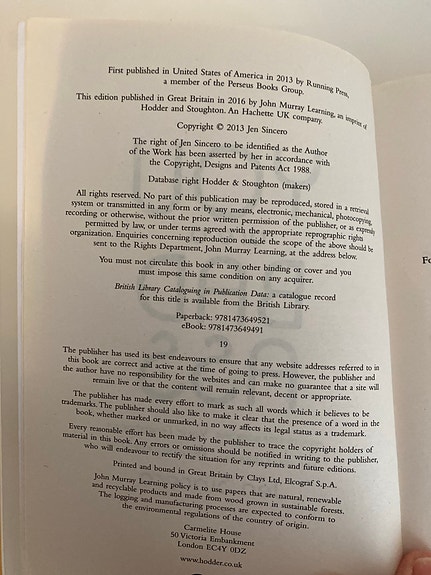 First published in United States of America in 2013 by Running Press,
a member of the Perseus Books Group.
This edition published in Great Britain in 2016 by John Murray Learning, an imprint of
Hodder and Stoughton. An Hachette UK company.
Copyright © 2013 Jen Sincero
The right of Jen Sincero to be identified as the Author
of the Work has been asserted by her in accordance with
the Copyright, Designs and Patents Act 1988.
Database right Hodder & Stoughton (makers)
All rights reserved. No part of this publication may be reproduced, stored in a retrieval
system or transmitted in any form or by any means, electronic, mechanical, photocopying,
recording or otherwise, without the prior written permission of the publisher, or as expressly
permitted by law, or under terms agreed with the appropriate reprographic rights
organization. Enquiries concerning reproduction outside the scope of the above should be
sent to the Rights Department, John Murray Learning, at the address below.
You must not circulate this book in any other binding or cover and you
must impose this same condition on any acquirer.
British Library Cataloguing in Publication Data: a catalogue record
for this title is available from the British Library.
Paperback: 9781473649521
eBook: 9781473649491
19
The publisher has used its best endeavours to ensure that any website addresses referred to in
this book are correct and active at the time of going to press. However, the publisher and
the author have no responsibility for the websites and can make no guarantee that a site will
remain live or that the content will remain relevant, decent or appropriate.
The publisher has made every effort to mark as such all words which it believes to be
trademarks. The publisher should also like to make it clear that the presence of a word in the
book, whether marked or unmarked, in no way affects its legal status as a trademark.
Every reasonable effort has been made by the publisher to trace the copyright holders of
material in this book. Any errors or omissions should be notified in writing to the publisher,
who will endeavour to rectify the situation for any reprints and future editions.
Printed and bound in Great Britain by Clays Ltd, Elcograf S.p.A.
John Murray Learning policy is to use papers that are natural, renewable
and recyclable products and made from wood grown in sustainable forests.
The logging and manufacturing processes are expected to conform to
the environmental regulations of the country of origin.
Carmelite House
50 Victoria Embankment
London EC4Y 0DZ
www.hodder.co.uk